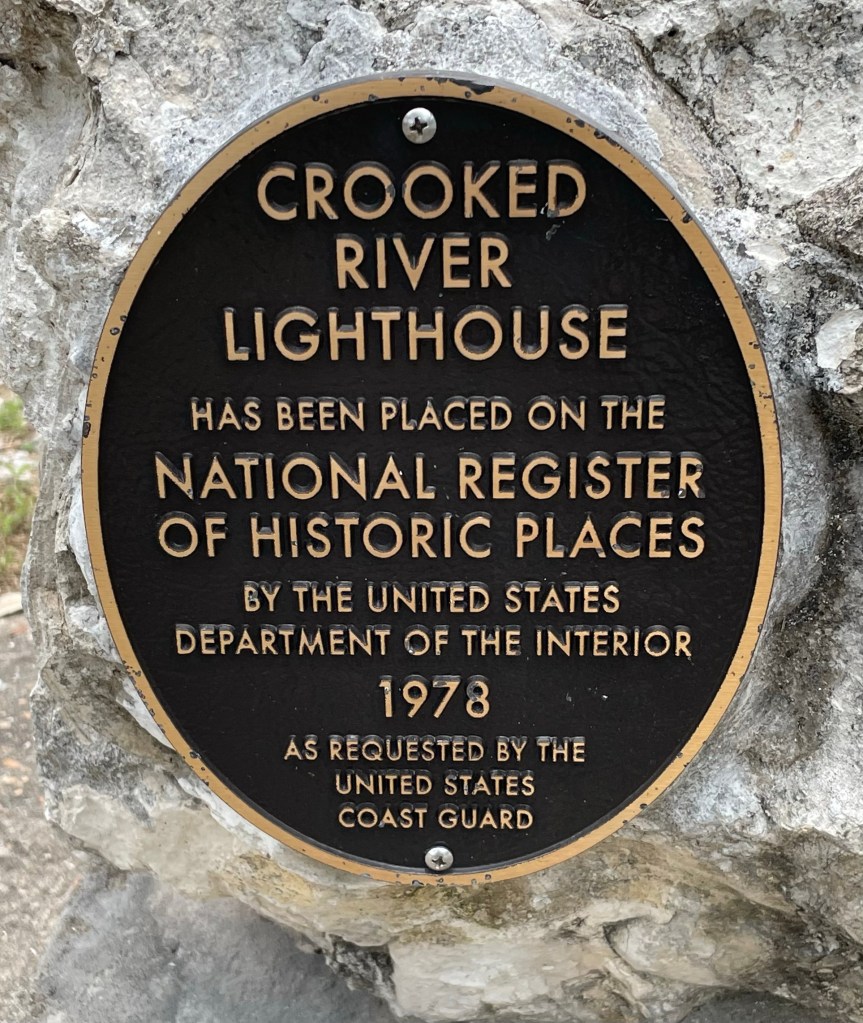 CROOKED
RIVER
LIGHTHOUSE
HAS BEEN PLACED ON THE
NATIONAL REGISTER
OF HISTORIC PLACES
BY THE UNITED STATES
DEPARTMENT OF THE INTERIOR
1978
AS REQUESTED BY THE
UNITED STATES
COAST GUARD